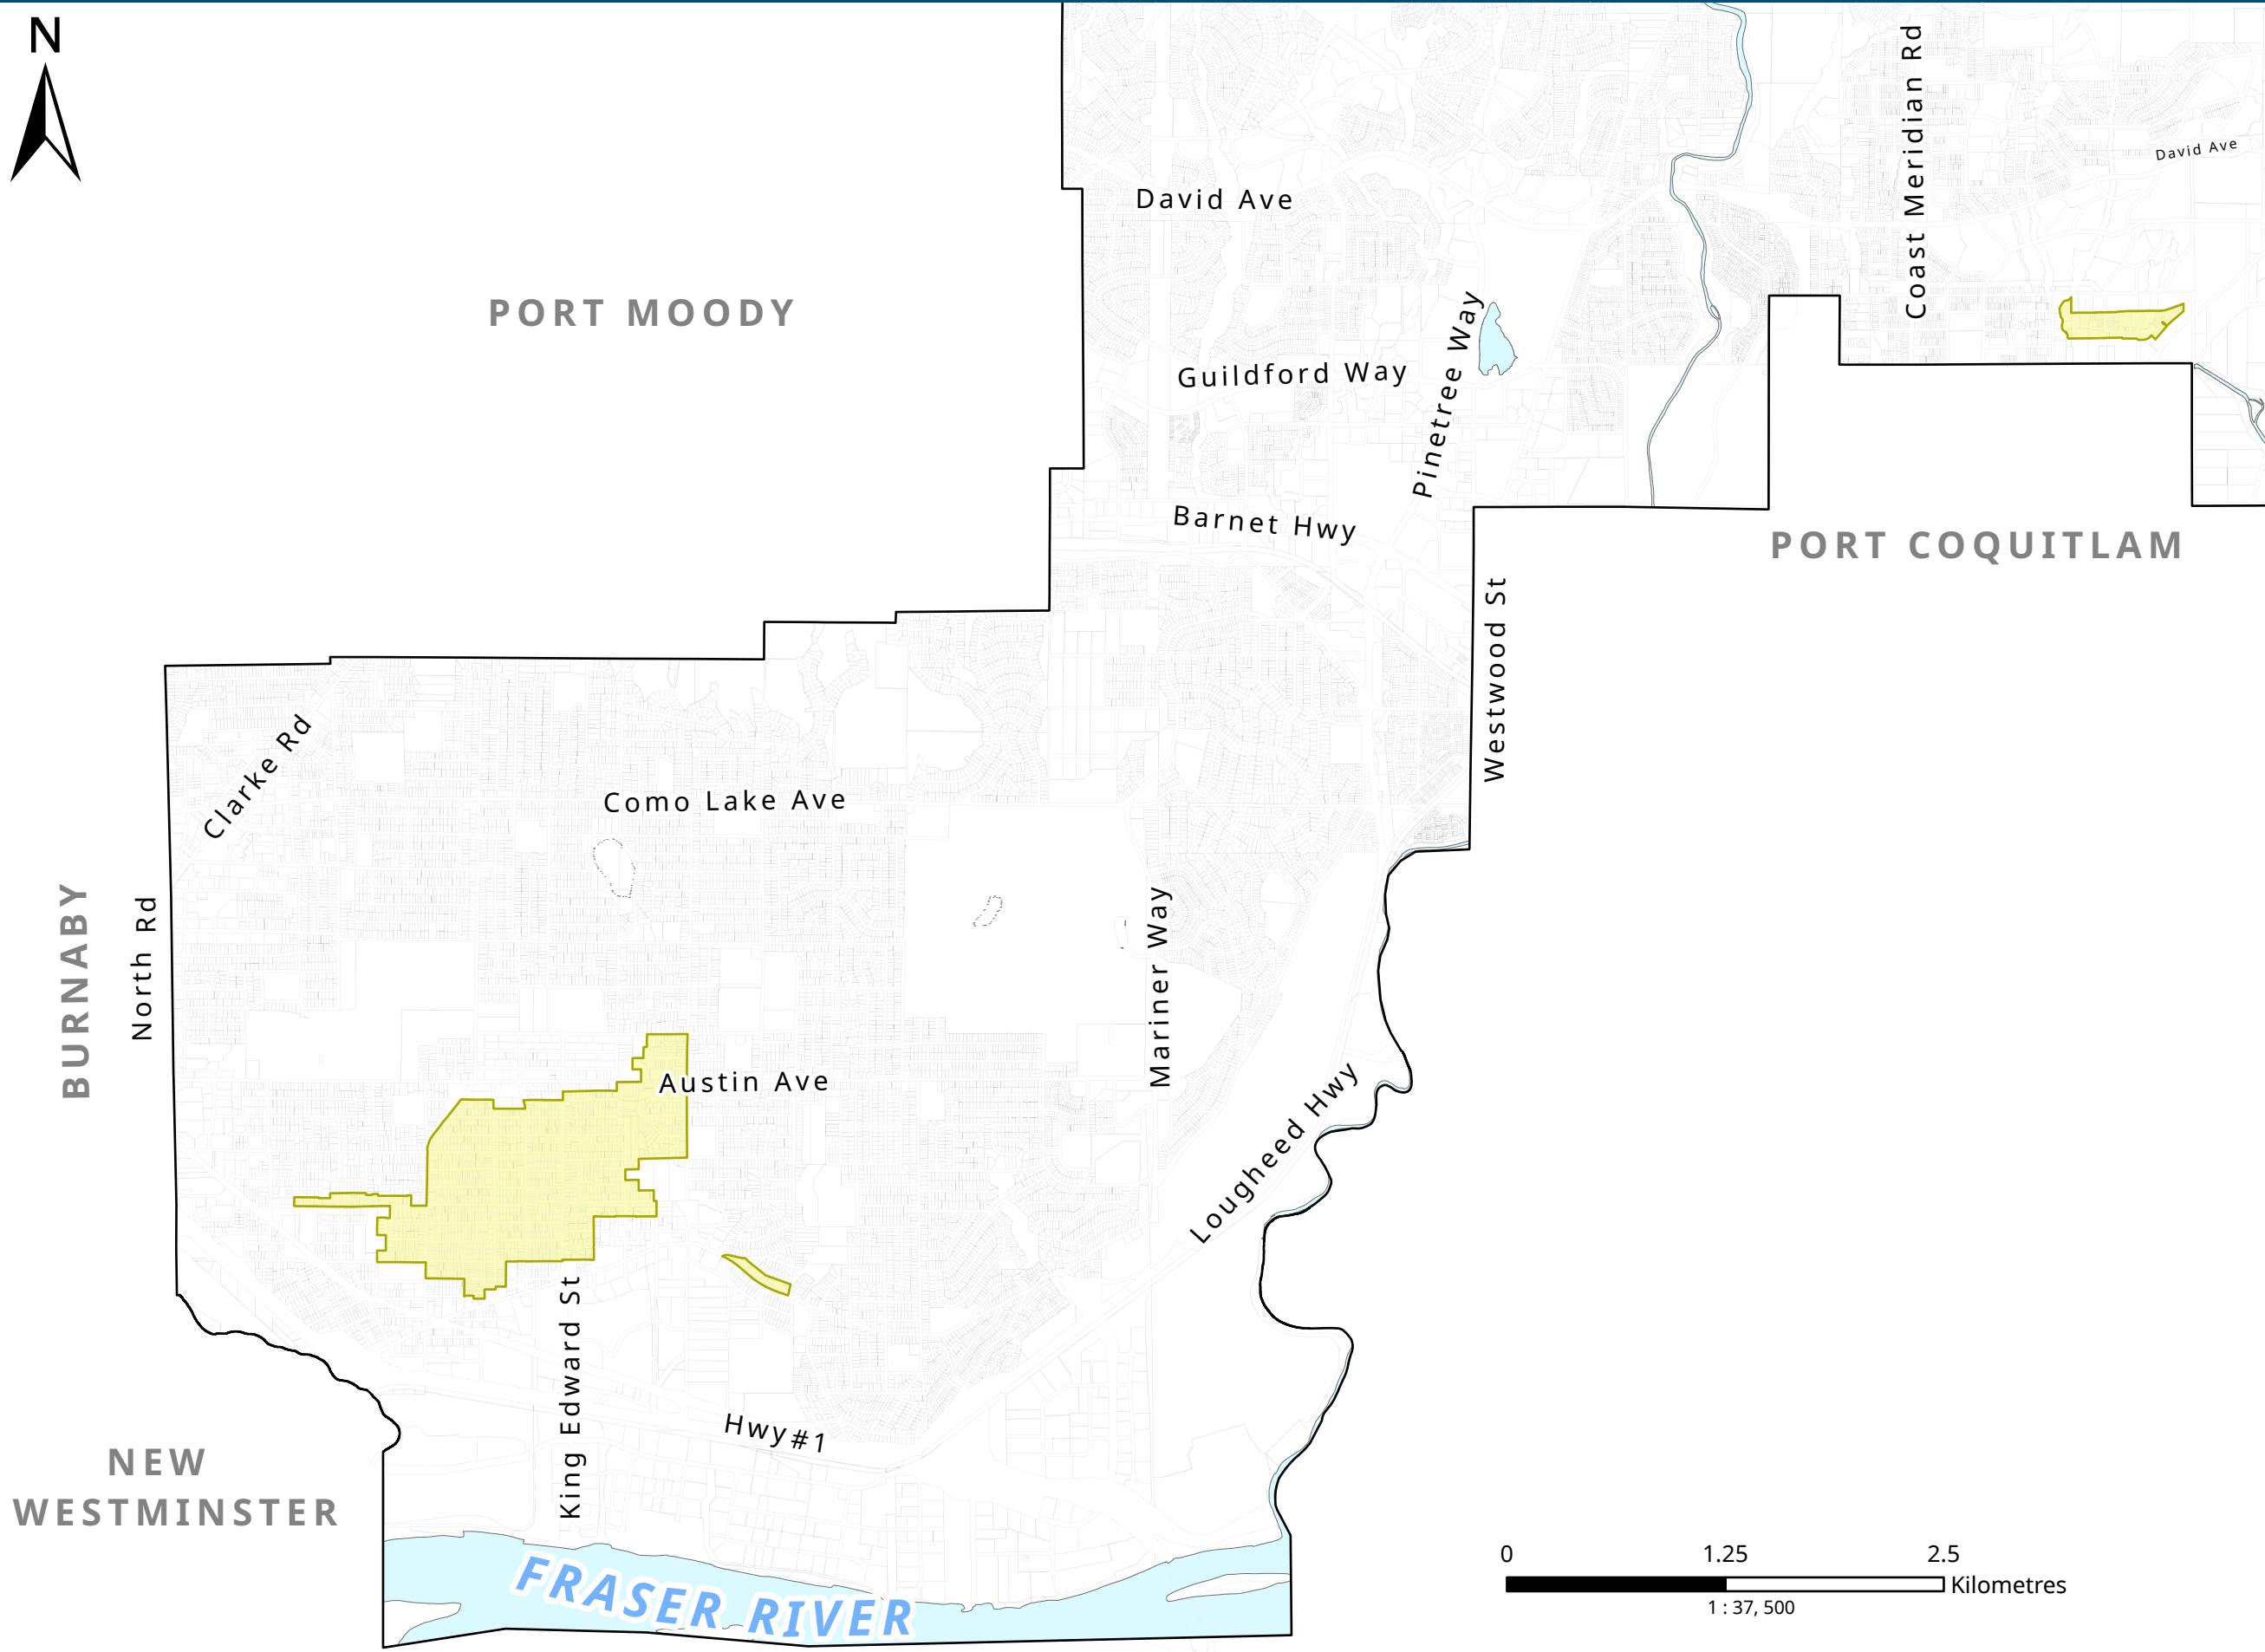 N
Coast Meridian Rd
David Ave
David Ave
PORT MOODY
Guildford Way
Pinetree Way
Barnet Hwy
PORT COQUITLAM
Westwood St
Clarke Rd
Como Lake Ave
BURNABY
North Rd
Mariner Way
Austin Ave
Lougheed Hwy
King Edward St
Hwy#1
NEW
WESTMINSTER
FRASER RIVER
0 1.25 2.5
Kilometres
1 : 37, 500